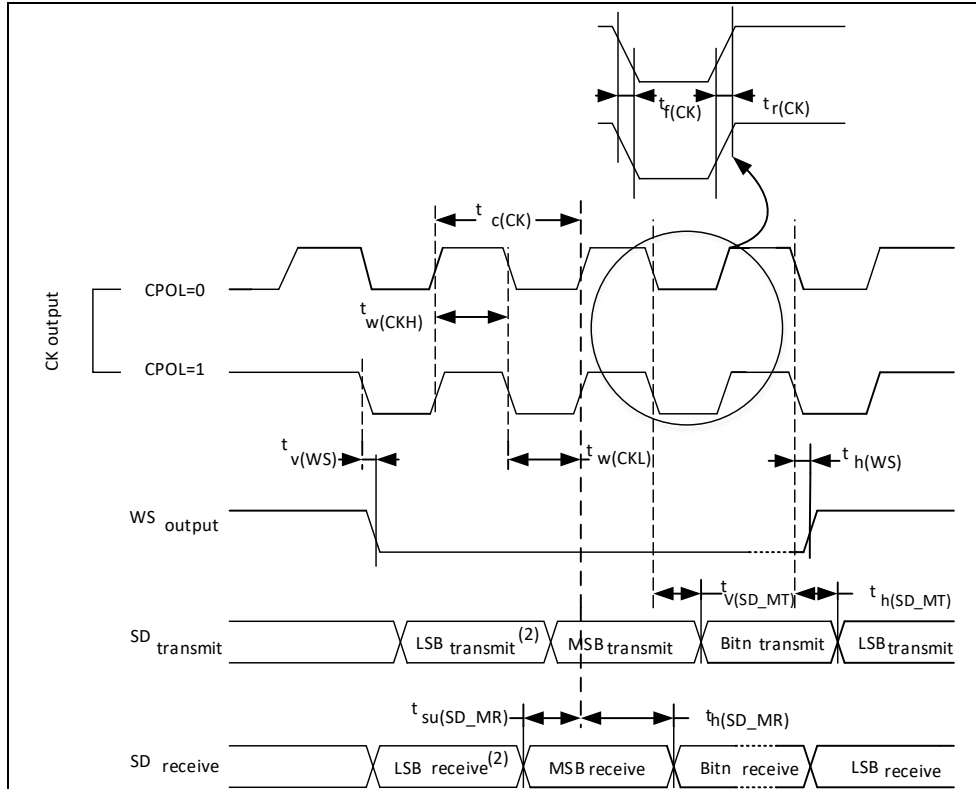 tf(CK)
tr(CK)
tc(CK)
CK output
CPOL=0
tw(CKH)
CPOL=1
tv(WS)
tw(CKL)
th(WS)
WS output
tV(SD_MT)
th(SD_MT)
SD transmit
LSB transmit(2)
MSB transmit
Bitn transmit
LSB transmit
tsu(SD_MR)
th(SD_MR)
SD receive
LSB receive(2)
MSB receive
Bitn receive
LSB receive